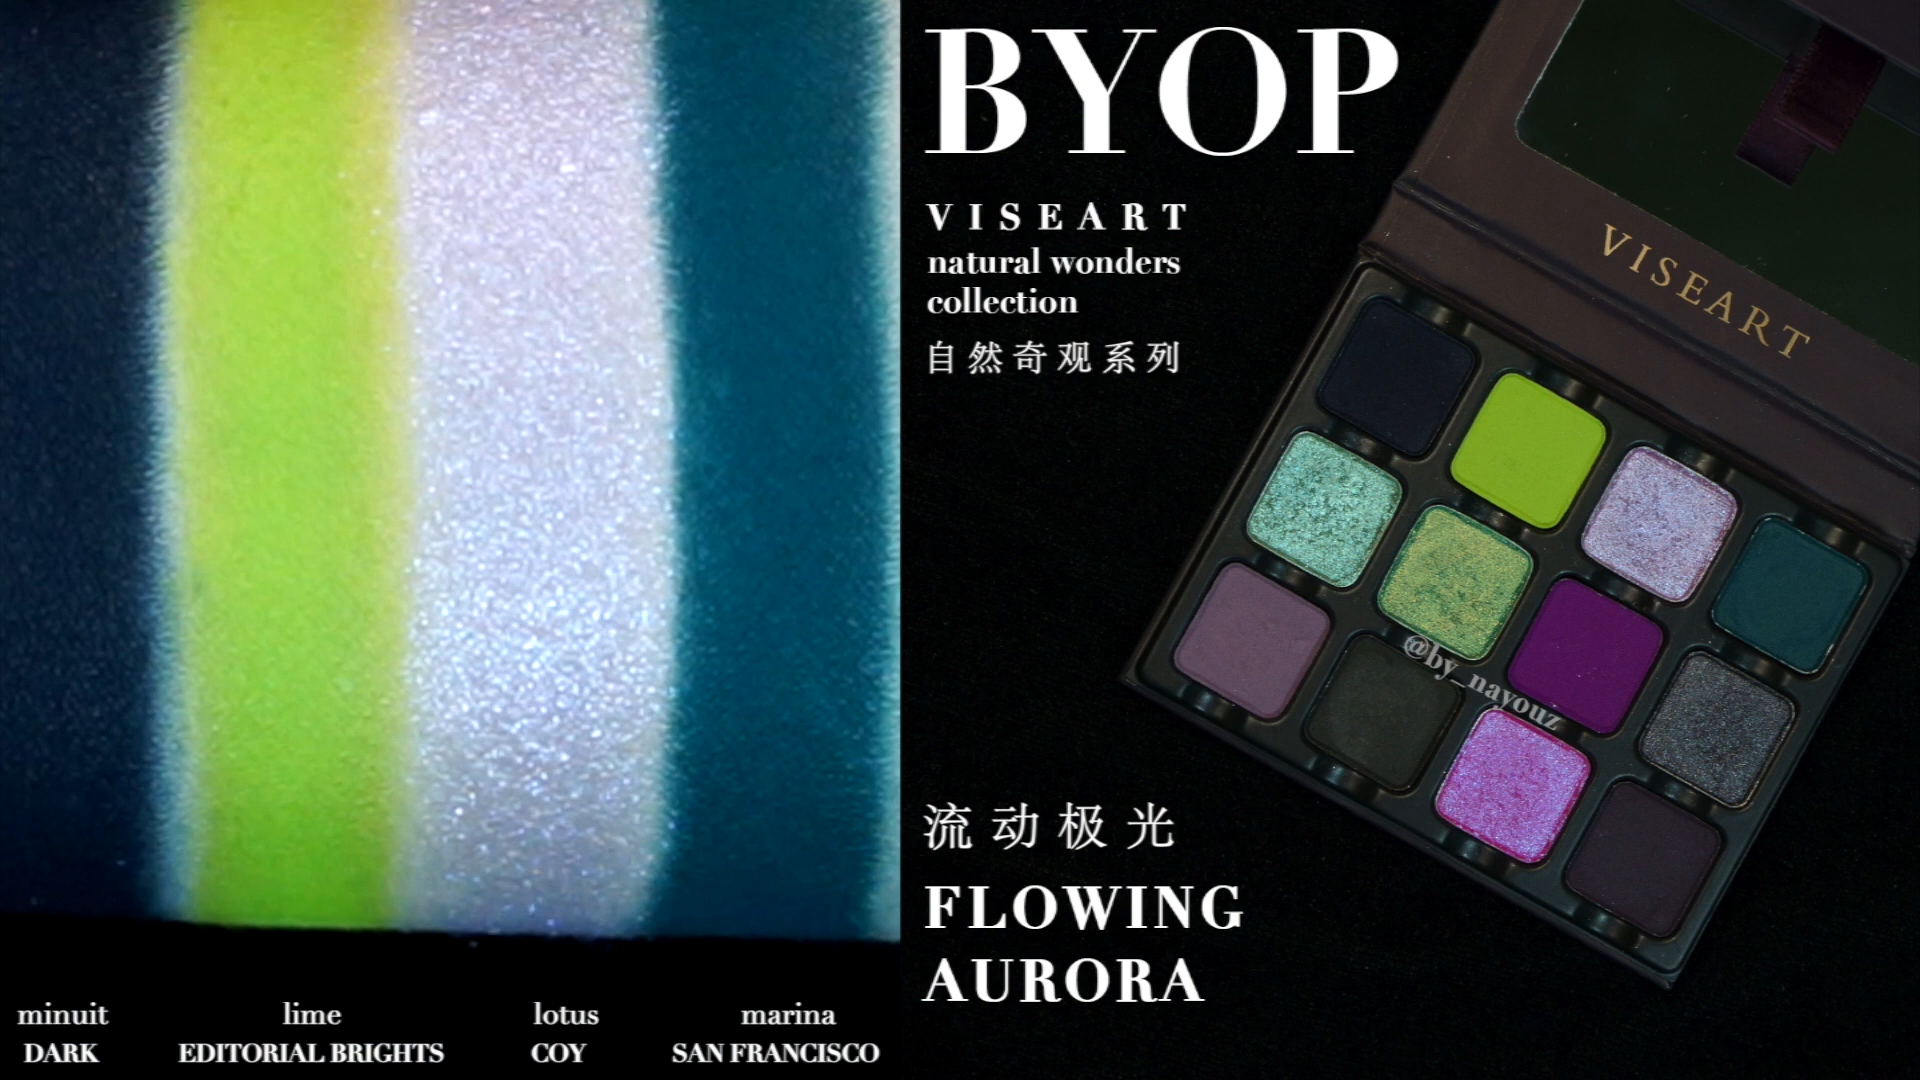 BYOP
VISEART
natural wonders
collection
自然奇观系列
VISEART
@by_nayouz
流动极光
FLOWING
AURORA
minuit
DARK
lime
EDITORIAL BRIGHTS
lotus
COY
marina
SAN FRANCISCO